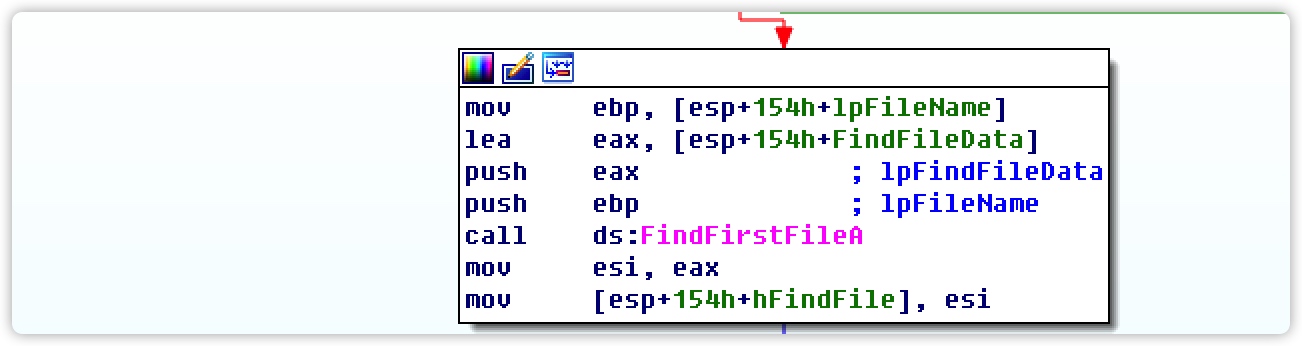 mov ebp, [esp+154h+lpFileName]
lea eax, [esp+154h+FindFileData]
push eax ; lpFindFileData
push ebp ; lpFileName
call ds:FindFirstFileA
mov esi, eax
mov [esp+154h+hFindFile], esi